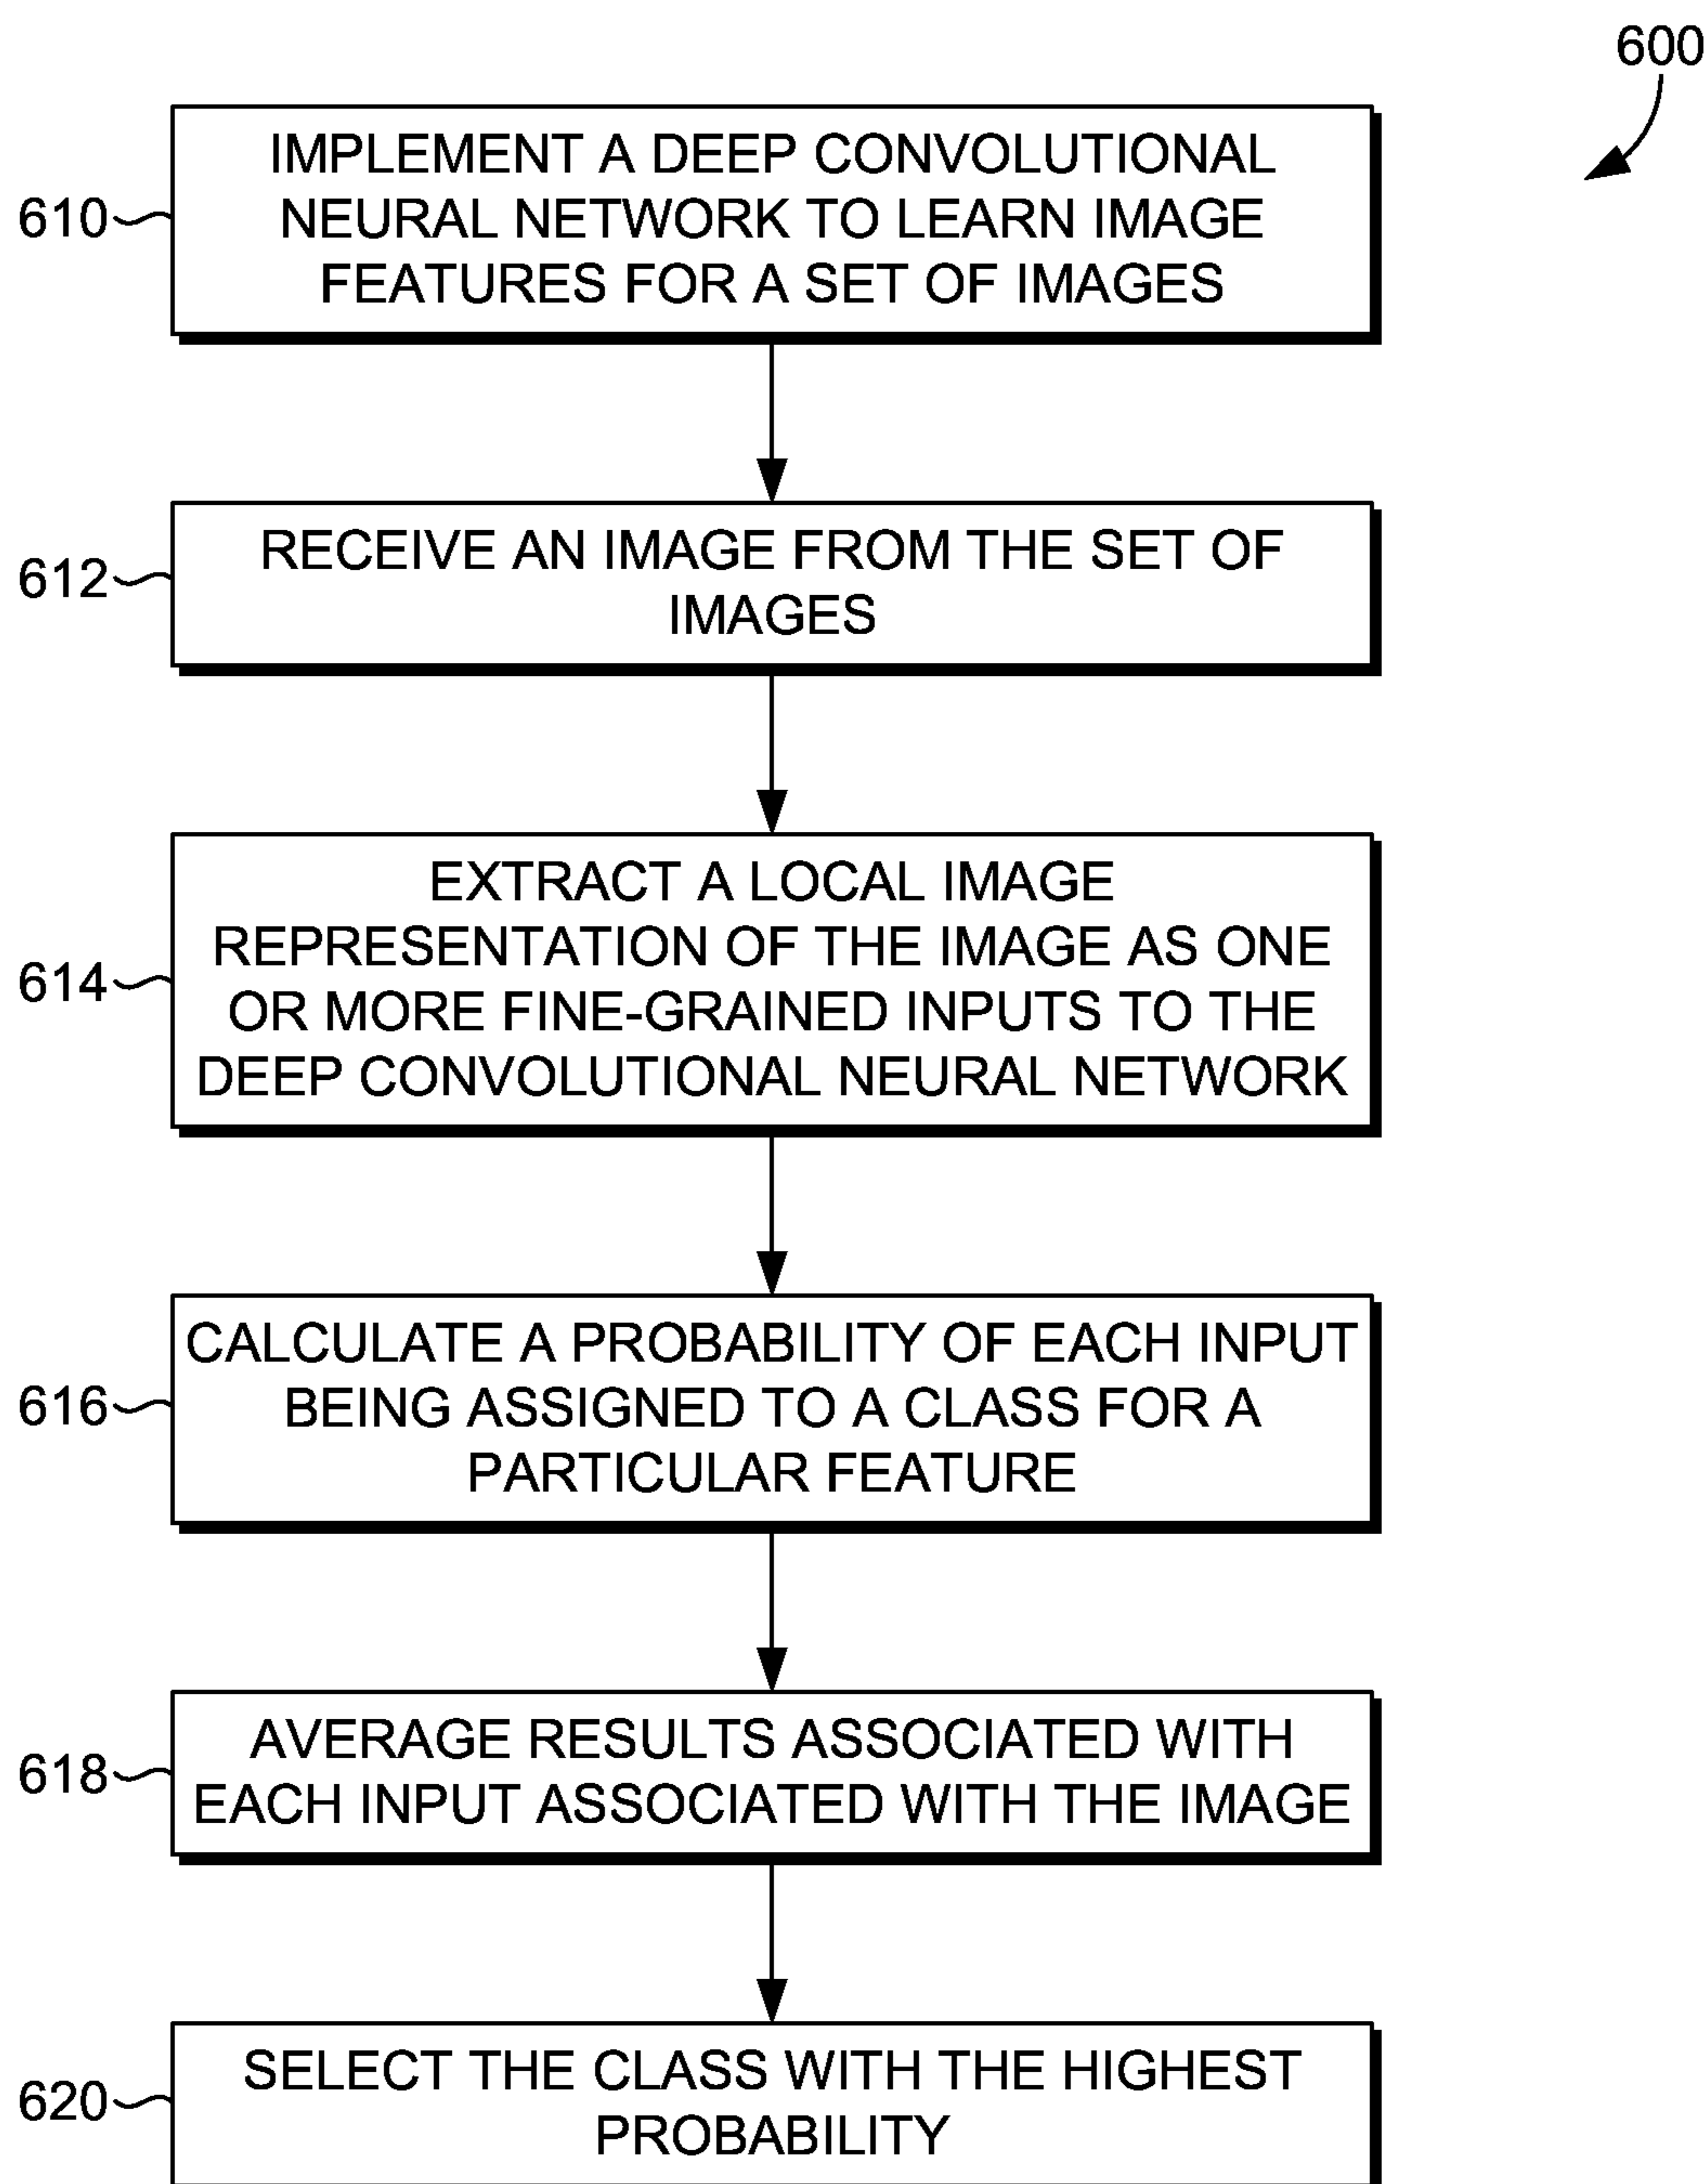 600
610
IMPLEMENT A DEEP CONVOLUTIONAL
NEURAL NETWORK TO LEARN IMAGE
FEATURES FOR A SET OF IMAGES
612
RECEIVE AN IMAGE FROM THE SET OF
IMAGES
614
EXTRACT A LOCAL IMAGE
REPRESENTATION OF THE IMAGE AS ONE
OR MORE FINE-GRAINED INPUTS TO THE
DEEP CONVOLUTIONAL NEURAL NETWORK
616
CALCULATE A PROBABILITY OF EACH INPUT
BEING ASSIGNED TO A CLASS FOR A
PARTICULAR FEATURE
618
AVERAGE RESULTS ASSOCIATED WITH
EACH INPUT ASSOCIATED WITH THE IMAGE
620
SELECT THE CLASS WITH THE HIGHEST
PROBABILITY